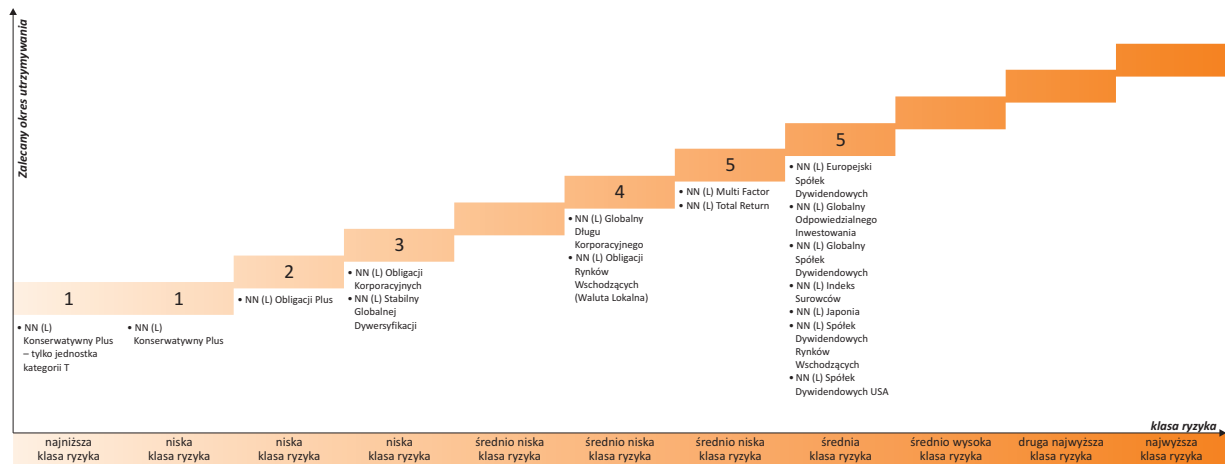 Zalecany okres utrzymywania
1
• NN (L)
Konserwatywny Plus
– tylko jednostka
kategorii T
1
• NN (L)
Konserwatywny Plus
2
• NN (L) Obligacji Plus
3
• NN (L) Obligacji
Korporacyjnych
• NN (L) Stabilny
Globalnej
Dywersyfikacji
4
• NN (L) Globalny
Długu
Korporacyjnego
• NN (L) Obligacji
Rynków
Wschodzących
(Waluta Lokalna)
5
• NN (L) Multi Factor
• NN (L) Total Return
5
• NN (L) Europejski
Spółek
Dywidendowych
• NN (L) Globalny
Odpowiedzialnego
Inwestowania
• NN (L) Globalny
Spółek
Dywidendowych
• NN (L) Indeks
Surowców
• NN (L) Japonia
• NN (L) Spółek
Dywidendowych
Rynków
Wschodzących
• NN (L) Spółek
Dywidendowych USA
klasa ryzyka
najniższa
klasa ryzyka
niska
klasa ryzyka
niska
klasa ryzyka
niska
klasa ryzyka
średnio niska
klasa ryzyka
średnio niska
klasa ryzyka
średnio niska
klasa ryzyka
średnia
klasa ryzyka
średnio wysoka
klasa ryzyka
druga najwyższa
klasa ryzyka
najwyższa
klasa ryzyka